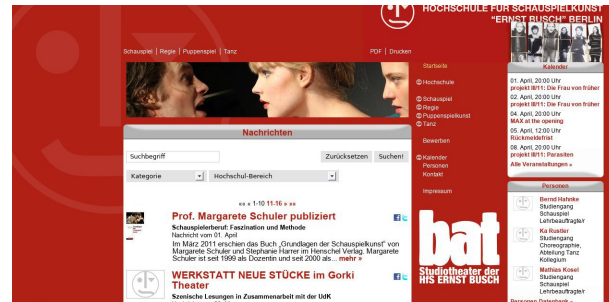 HOCHSCHULE FÜR SCHAUSPIELKUNST
"ERNST BUSCH" BERLIN
Schauspiel | Regie | Puppenspiel | Tanz
PDF | Drucken
Nachrichten
Suchbegriff
Zurücksetzen
Suchen!
Kategorie
Hochschul-Bereich
«« « 1-10 11-16 » »»
Prof. Margarete Schuler publiziert
Schauspielerberuf: Faszination und Methode
Nachricht vom 01. April
Im März 2011 erschien das Buch „Grundlagen der Schauspielkunst" von
Margarete Schuler und Stephanie Harrer im Henschel Verlag. Margarete
Schuler ist seit 1999 als Dozentin und seit 2000 als... mehr »
WERKSTATT NEUE STÜCKE im Gorki
Theater
Szenische Lesungen in Zusammenarbeit mit der UdK
Startseite
Hochschule
Schauspiel
Regie
Puppenspielkunst
Tanz
Bewerben
Kalender
Personen
Kontakt
Impressum
bat
Studiotheater der
HfS ERNST BUSCH
Kalender
01. April, 20:00 Uhr
projekt III/11: Die Frau von früher
02. April, 20:00 Uhr
projekt III/11: Die Frau von früher
04. April, 20:00 Uhr
MAX at the opening
05. April, 12:00 Uhr
Rückmeldefrist
08. April, 20:00 Uhr
projekt III/11: Parasiten
Alle Veranstaltungen »
Personen
Bernd Hahnke
Studiengang
Schauspiel
Lehrbeauftragte/r
Ka Rustler
Studiengang
Choreographie,
Abteilung Tanz
Kollegium
Mathias Kosel
Studiengang
Schauspiel
Lehrbeauftragte/r